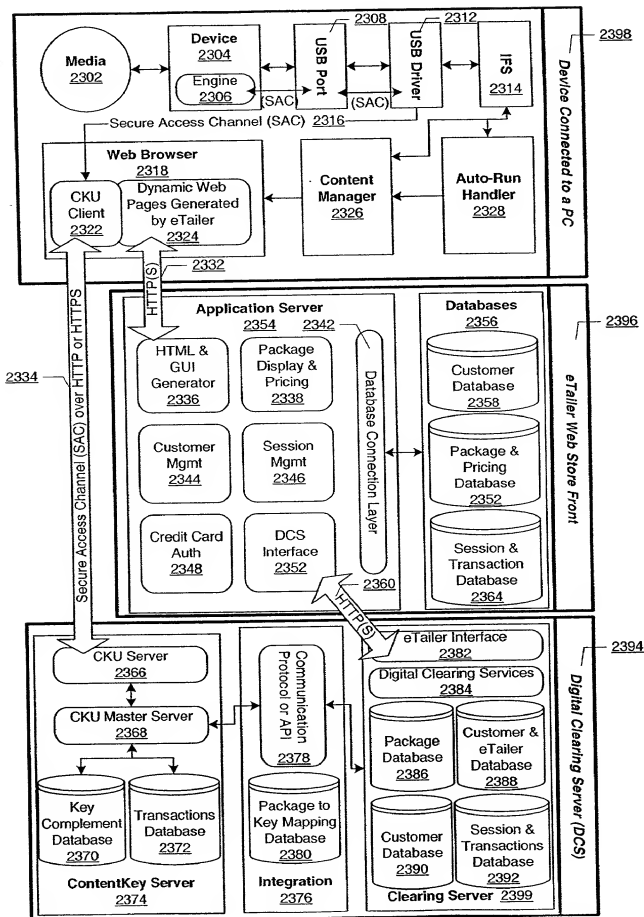 Media
2302
Device
2304
Engine
2306
USB Port
2308
USB Driver
2312
IFS
2314
2398
Device Connected to a PC
(SAC)
(SAC)
Secure Access Channel (SAC) 2316
Web Browser
2318
CKU
Client
2322
Dynamic Web
Pages Generated
by eTailer
2324
Content
Manager
2326
Auto-Run
Handler
2328
HTTP(S)
2332
2334
Secure Access Channel (SAC) over HTTP or HTTPS
Application Server
2354
2342
HTML &
GUI
Generator
2336
Package
Display &
Pricing
2338
Customer
Mgmt
2344
Session
Mgmt
2346
Credit Card
Auth
2348
DCS
Interface
2352
Database Connection Layer
Databases
2356
Customer
Database
2358
Package &
Pricing
Database
2352
Session &
Transaction
Database
2364
2396
eTailer Web Store Front
2360
HTTP(S)
CKU Server
2366
CKU Master Server
2368
Key
Complement
Database
2370
Transactions
Database
2372
ContentKey Server
2374
Communication
Protocol or API
2378
Package to
Key Mapping
Database
2380
Integration
2376
eTailer Interface
2382
Digital Clearing Services
2384
Package
Database
2386
Customer &
eTailer
Database
2388
Customer
Database
2390
Session &
Transactions
Database
2392
Clearing Server
2399
2394
Digital Clearing Server (DCS)